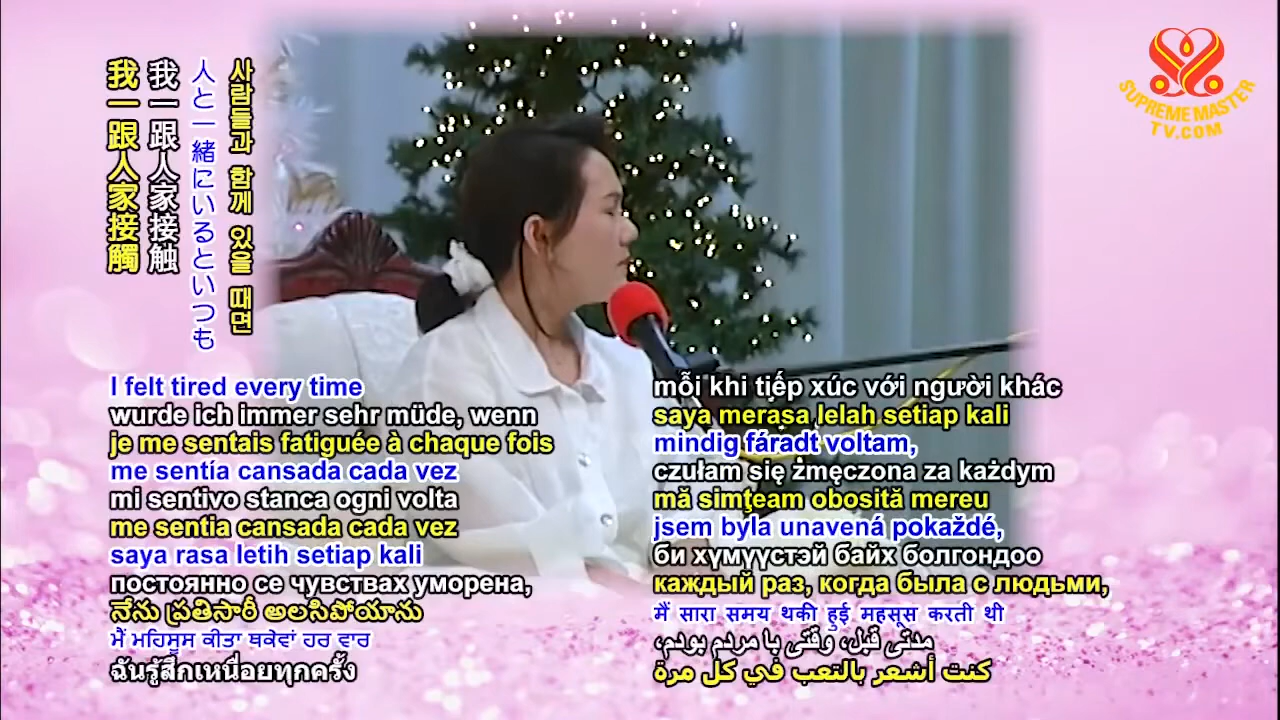 사람들과 함께 있을 때면
人と一緒にいるといつも
我一跟人家接触
我一跟人家接觸
SUPREME MASTER
TV.COM
I felt tired every time
wurde ich immer sehr müde, wenn
je me sentais fatiguée à chaque fois
me sentía cansada cada vez
mi sentivo stanca ogni volta
me sentia cansada cada vez
saya rasa letih setiap kali
постоянно се чувствах уморена,
నేను ప్రతిసారీ అలసిపోయాను
ਮੈਂ ਮਹਿਸੂਸ ਕੀਤਾ ਥਕੇਵਾਂ ਹਰ ਵਾਰ
ฉันรู้สึกเหนื่อยทุกครั้ง
mỗi khi tiếp xúc với người khác
saya merasa lelah setiap kali
mindig fáradt voltam,
czułam się zmęczona za każdym
mă simţeam obosită mereu
jsem byla unavená pokaždé,
би хүмүүстэй байх болгондоо
каждый раз, когда была с людьми,
मैं सारा समय थकी हुई महसूस करती थी
مدتی قبل، وقتی با مردم بودم،
كنت أشعر بالتعب في كل مرة